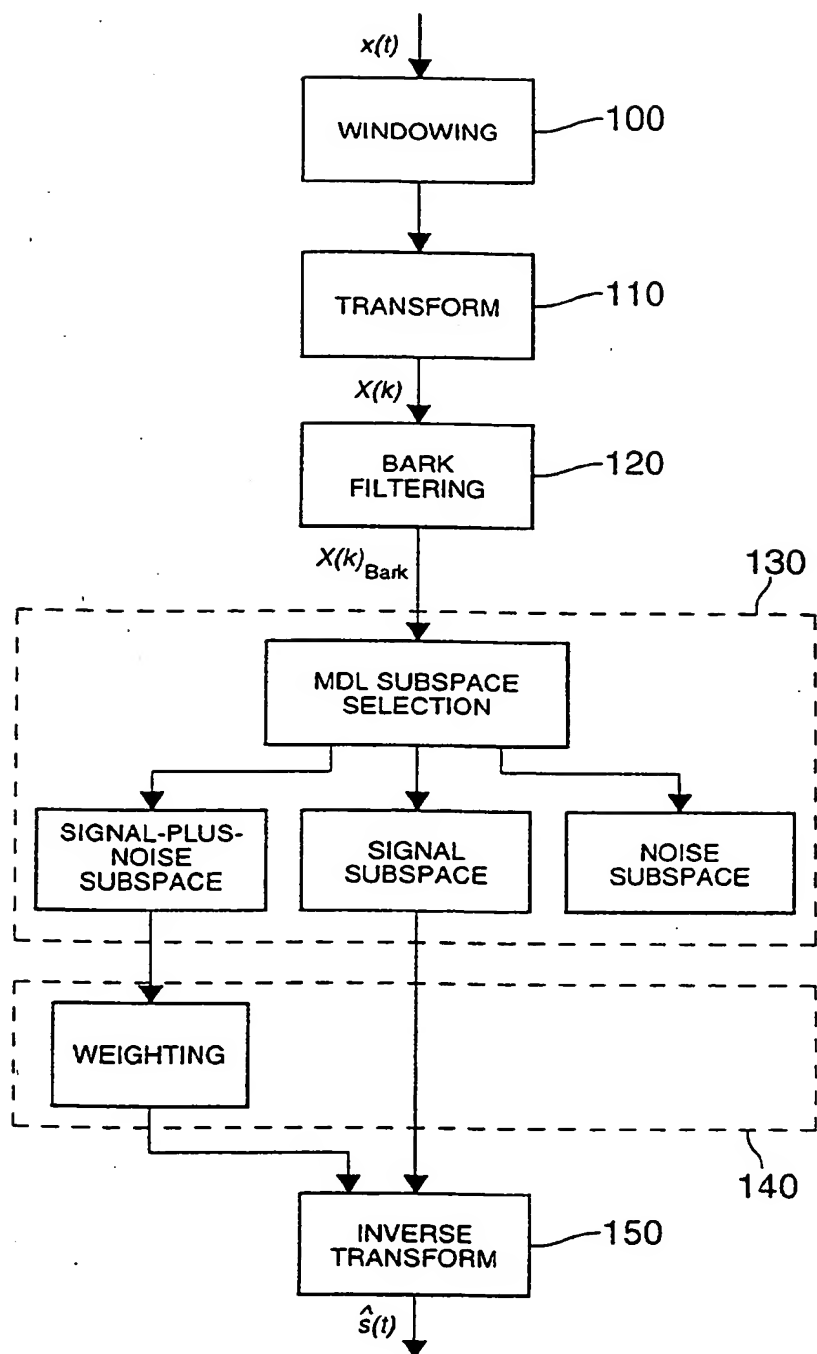 x(t)
WINDOWING
100
TRANSFORM
110
X(k)
BARK
FILTERING
120
X(k)Bark
130
MDL SUBSPACE
SELECTION
SIGNAL-PLUS-
NOISE
SUBSPACE
SIGNAL
SUBSPACE
NOISE
SUBSPACE
WEIGHTING
140
INVERSE
TRANSFORM
150
ŝ(t)